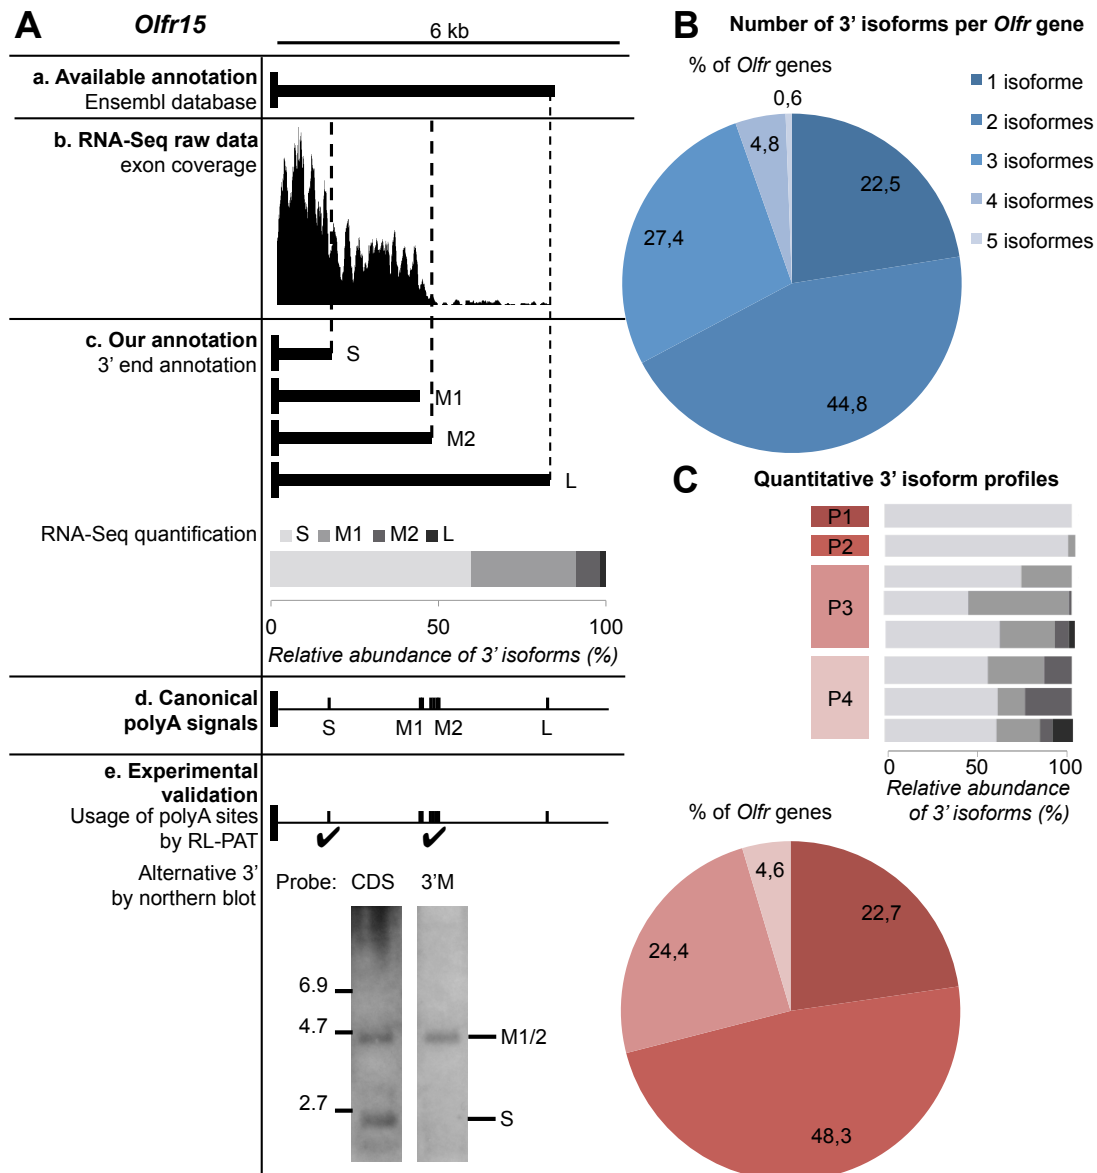 A
Olfr15
6 kb
a. Available annotation
Ensembl database
b. RNA-Seq raw data
exon coverage
c. Our annotation
3' end annotation
S
M1
M2
L
RNA-Seq quantification
S M1 M2 L
0 50 100
Relative abundance of 3' isoforms (%)
d. Canonical
polyA signals
S M1 M2 L
e. Experimental
validation
Usage of polyA sites
by RL-PAT
Alternative 3'
by northern blot
Probe: CDS 3'M
6.9
4.7
2.7
M1/2
S
B
Number of 3' isoforms per Olfr gene
% of Olfr genes
0,6
4,8
22,5
27,4
44,8
1 isoforme
2 isoformes
3 isoformes
4 isoformes
5 isoformes
C
Quantitative 3' isoform profiles
P1
P2
P3
P4
0 50 100
Relative abundance
of 3' isoforms (%)
% of Olfr genes
4,6
22,7
24,4
48,3